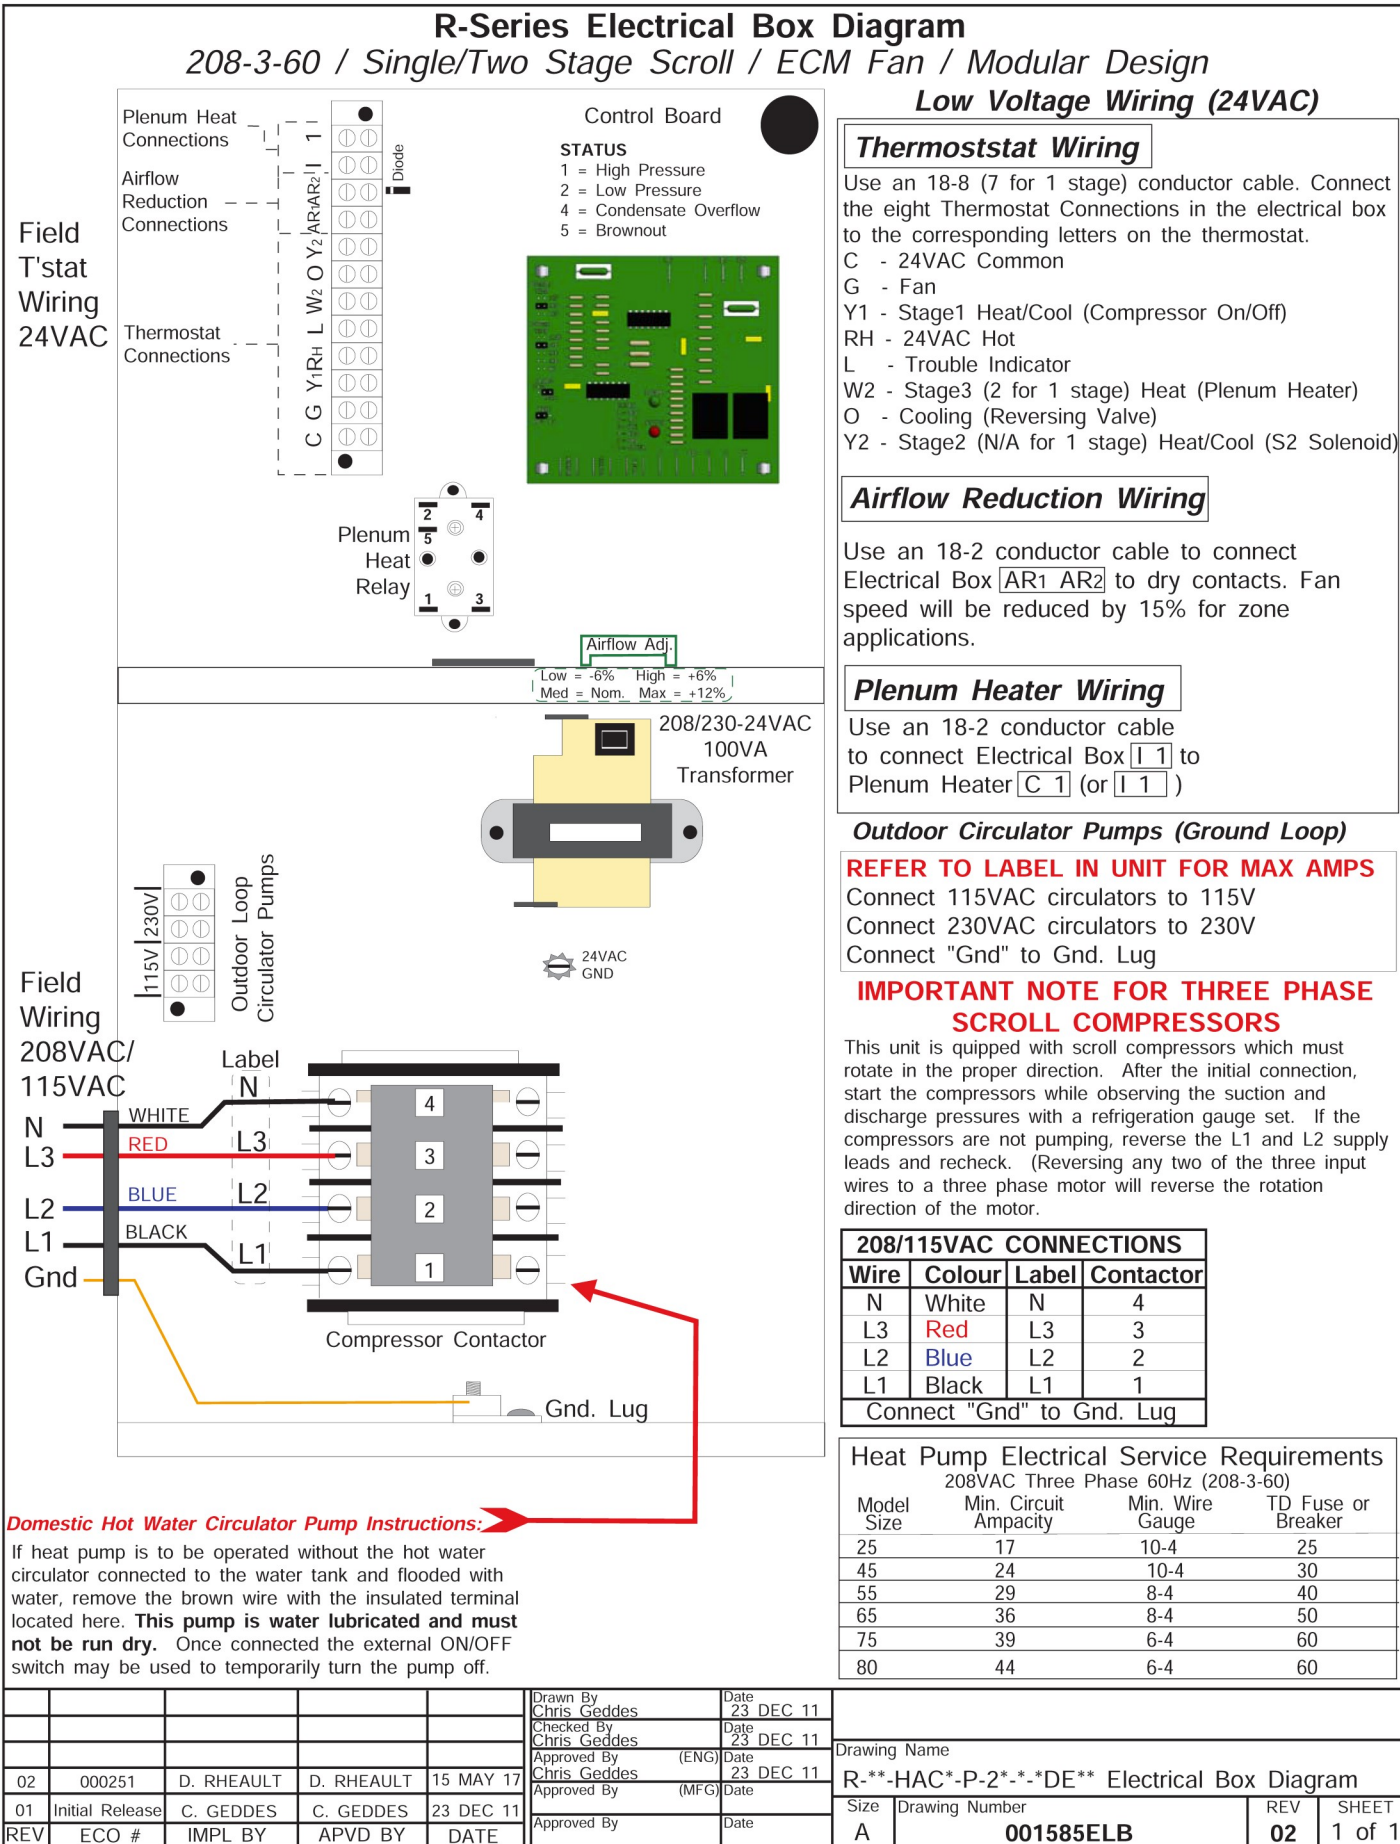 R-Series Electrical Box Diagram
208-3-60 / Single/Two Stage Scroll / ECM Fan / Modular Design
Plenum Heat
Connections
Airflow
Reduction
Connections
Field
T'stat
Wiring
24VAC
Thermostat
Connections
C G Y1 RH L W2 O Y2 AR1 AR2 I 1
Diode
Control Board
STATUS
1 = High Pressure
2 = Low Pressure
4 = Condensate Overflow
5 = Brownout
Plenum
Heat
Relay
2
4
5
1
3
Airflow Adj.
Low = -6% High = +6%
Med = Nom. Max = +12%
208/230-24VAC
100VA
Transformer
115V 230V
Outdoor Loop
Circulator Pumps
24VAC
GND
Field
Wiring
208VAC/
115VAC
Label
N WHITE N 4
L3 RED L3 3
L2 BLUE L2 2
L1 BLACK L1 1
Gnd
Compressor Contactor
Gnd. Lug
Domestic Hot Water Circulator Pump Instructions:
If heat pump is to be operated without the hot water
circulator connected to the water tank and flooded with
water, remove the brown wire with the insulated terminal
located here. This pump is water lubricated and must
not be run dry. Once connected the external ON/OFF
switch may be used to temporarily turn the pump off.
Low Voltage Wiring (24VAC)
Thermoststat Wiring
Use an 18-8 (7 for 1 stage) conductor cable. Connect
the eight Thermostat Connections in the electrical box
to the corresponding letters on the thermostat.
C - 24VAC Common
G - Fan
Y1 - Stage1 Heat/Cool (Compressor On/Off)
RH - 24VAC Hot
L - Trouble Indicator
W2 - Stage3 (2 for 1 stage) Heat (Plenum Heater)
O - Cooling (Reversing Valve)
Y2 - Stage2 (N/A for 1 stage) Heat/Cool (S2 Solenoid)
Airflow Reduction Wiring
Use an 18-2 conductor cable to connect
Electrical Box AR1 AR2 to dry contacts. Fan
speed will be reduced by 15% for zone
applications.
Plenum Heater Wiring
Use an 18-2 conductor cable
to connect Electrical Box I 1 to
Plenum Heater C 1 (or I 1 )
Outdoor Circulator Pumps (Ground Loop)
REFER TO LABEL IN UNIT FOR MAX AMPS
Connect 115VAC circulators to 115V
Connect 230VAC circulators to 230V
Connect "Gnd" to Gnd. Lug
IMPORTANT NOTE FOR THREE PHASE
SCROLL COMPRESSORS
This unit is quipped with scroll compressors which must
rotate in the proper direction. After the initial connection,
start the compressors while observing the suction and
discharge pressures with a refrigeration gauge set. If the
compressors are not pumping, reverse the L1 and L2 supply
leads and recheck. (Reversing any two of the three input
wires to a three phase motor will reverse the rotation
direction of the motor.
208/115VAC CONNECTIONS
Wire Colour Label Contactor
N White N 4
L3 Red L3 3
L2 Blue L2 2
L1 Black L1 1
Connect "Gnd" to Gnd. Lug
Heat Pump Electrical Service Requirements
208VAC Three Phase 60Hz (208-3-60)
Model Min. Circuit Min. Wire TD Fuse or
Size Ampacity Gauge Breaker
25 17 10-4 25
45 24 10-4 30
55 29 8-4 40
65 36 8-4 50
75 39 6-4 60
80 44 6-4 60
02 000251 D. RHEAULT D. RHEAULT 15 MAY 17
01 Initial Release C. GEDDES C. GEDDES 23 DEC 11
REV ECO # IMPL BY APVD BY DATE
Drawn By Date
Chris Geddes 23 DEC 11
Checked By Date
Chris Geddes 23 DEC 11
Approved By (ENG) Date
Chris Geddes 23 DEC 11
Approved By (MFG) Date
Approved By Date
Drawing Name
R-**-HAC*-P-2*-*-*DE** Electrical Box Diagram
Size Drawing Number REV SHEET
A 001585ELB 02 1 of 1